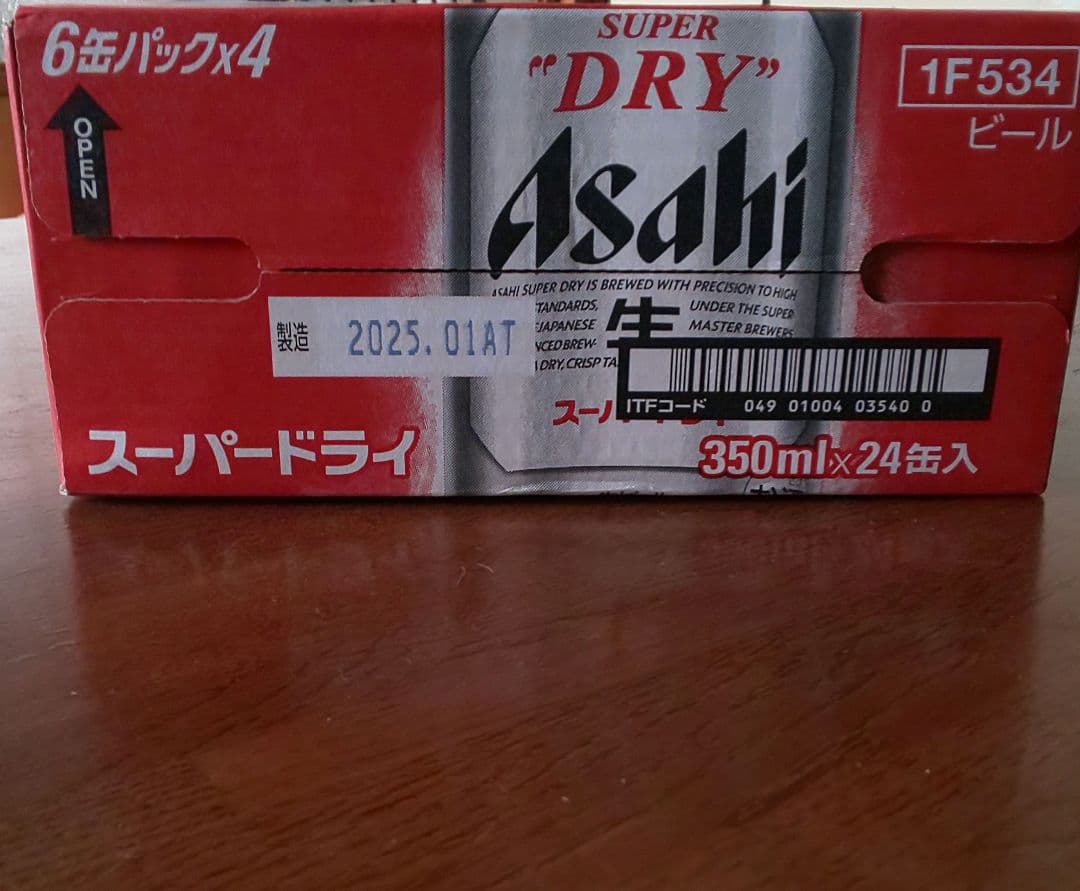 6缶パック×4
OPEN
SUPER
"DRY"
Asahi
1F534
ビール
ASAHI SUPER DRY IS BREWED WITH PRECISION TO HIGH
STANDARDS,
UNDER THE SUPER
JAPANESE
生
MASTER BREWERS
DRY, CRISP
製造
2025.01AT
ITFコード 049 01004 03540 0
スーパードライ
350ml×24缶入